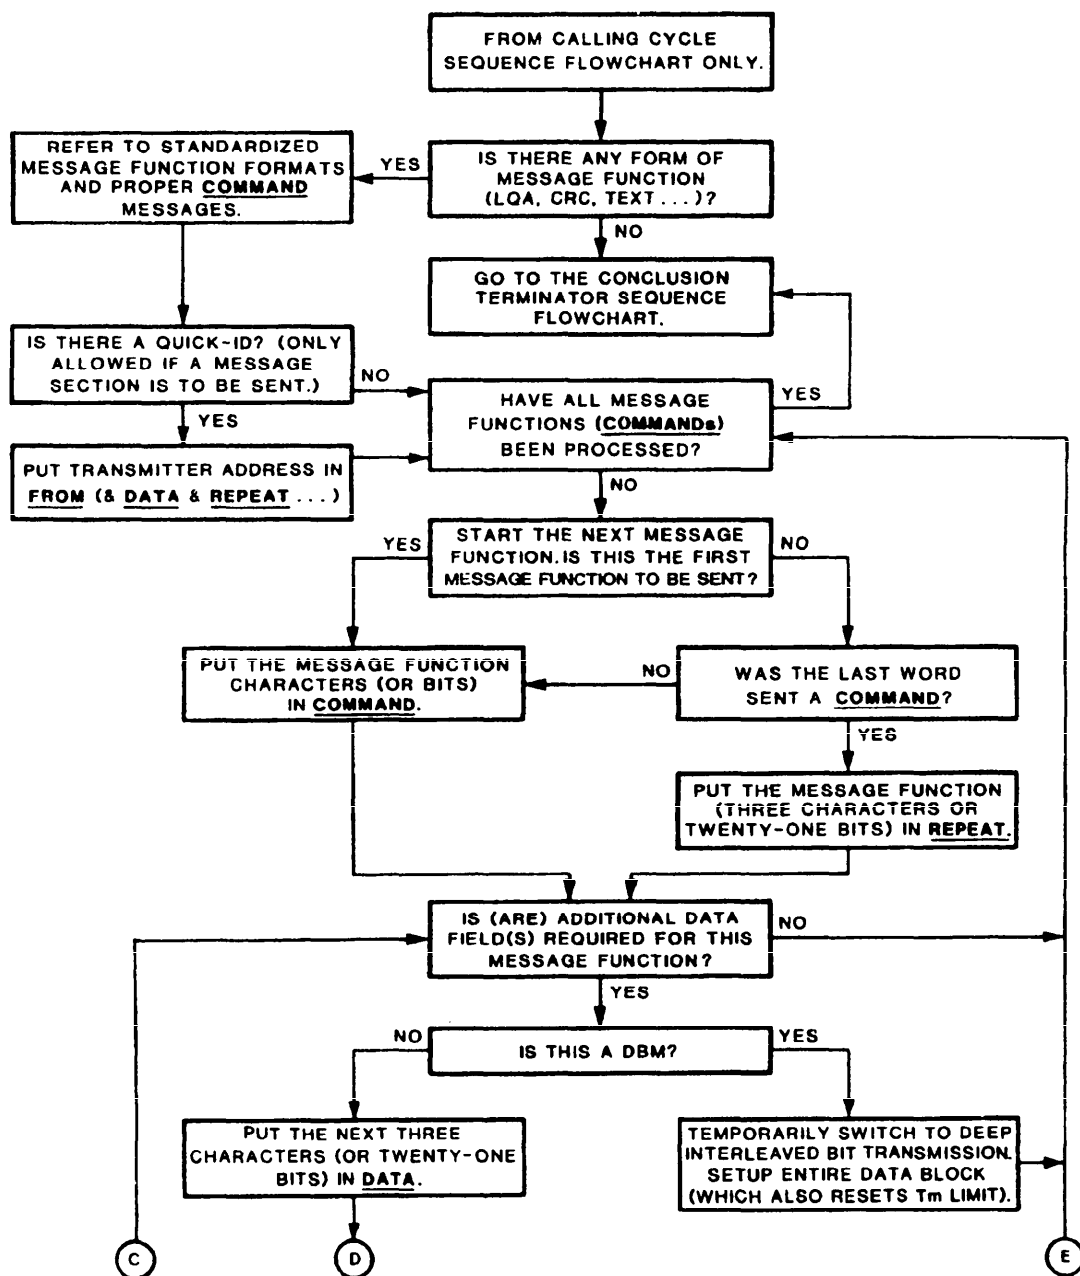 FROM CALLING CYCLE
SEQUENCE FLOWCHART ONLY.
REFER TO STANDARDIZED
MESSAGE FUNCTION FORMATS
AND PROPER COMMAND
MESSAGES.
YES
IS THERE ANY FORM OF
MESSAGE FUNCTION
(LQA, CRC, TEXT ...)?
NO
GO TO THE CONCLUSION
TERMINATOR SEQUENCE
FLOWCHART.
IS THERE A QUICK-ID? (ONLY
ALLOWED IF A MESSAGE
SECTION IS TO BE SENT.)
NO
YES
HAVE ALL MESSAGE
FUNCTIONS (COMMANDs)
BEEN PROCESSED?
YES
PUT TRANSMITTER ADDRESS IN
FROM (& DATA & REPEAT ...)
NO
YES
START THE NEXT MESSAGE
FUNCTION. IS THIS THE FIRST
MESSAGE FUNCTION TO BE SENT?
NO
PUT THE MESSAGE FUNCTION
CHARACTERS (OR BITS)
IN COMMAND.
NO
WAS THE LAST WORD
SENT A COMMAND?
YES
PUT THE MESSAGE FUNCTION
(THREE CHARACTERS OR
TWENTY-ONE BITS) IN REPEAT.
IS (ARE) ADDITIONAL DATA
FIELD(S) REQUIRED FOR THIS
MESSAGE FUNCTION?
NO
YES
NO
IS THIS A DBM?
YES
PUT THE NEXT THREE
CHARACTERS (OR TWENTY-ONE
BITS) IN DATA.
TEMPORARILY SWITCH TO DEEP
INTERLEAVED BIT TRANSMISSION.
SETUP ENTIRE DATA BLOCK
(WHICH ALSO RESETS Tm LIMIT).
C
D
E